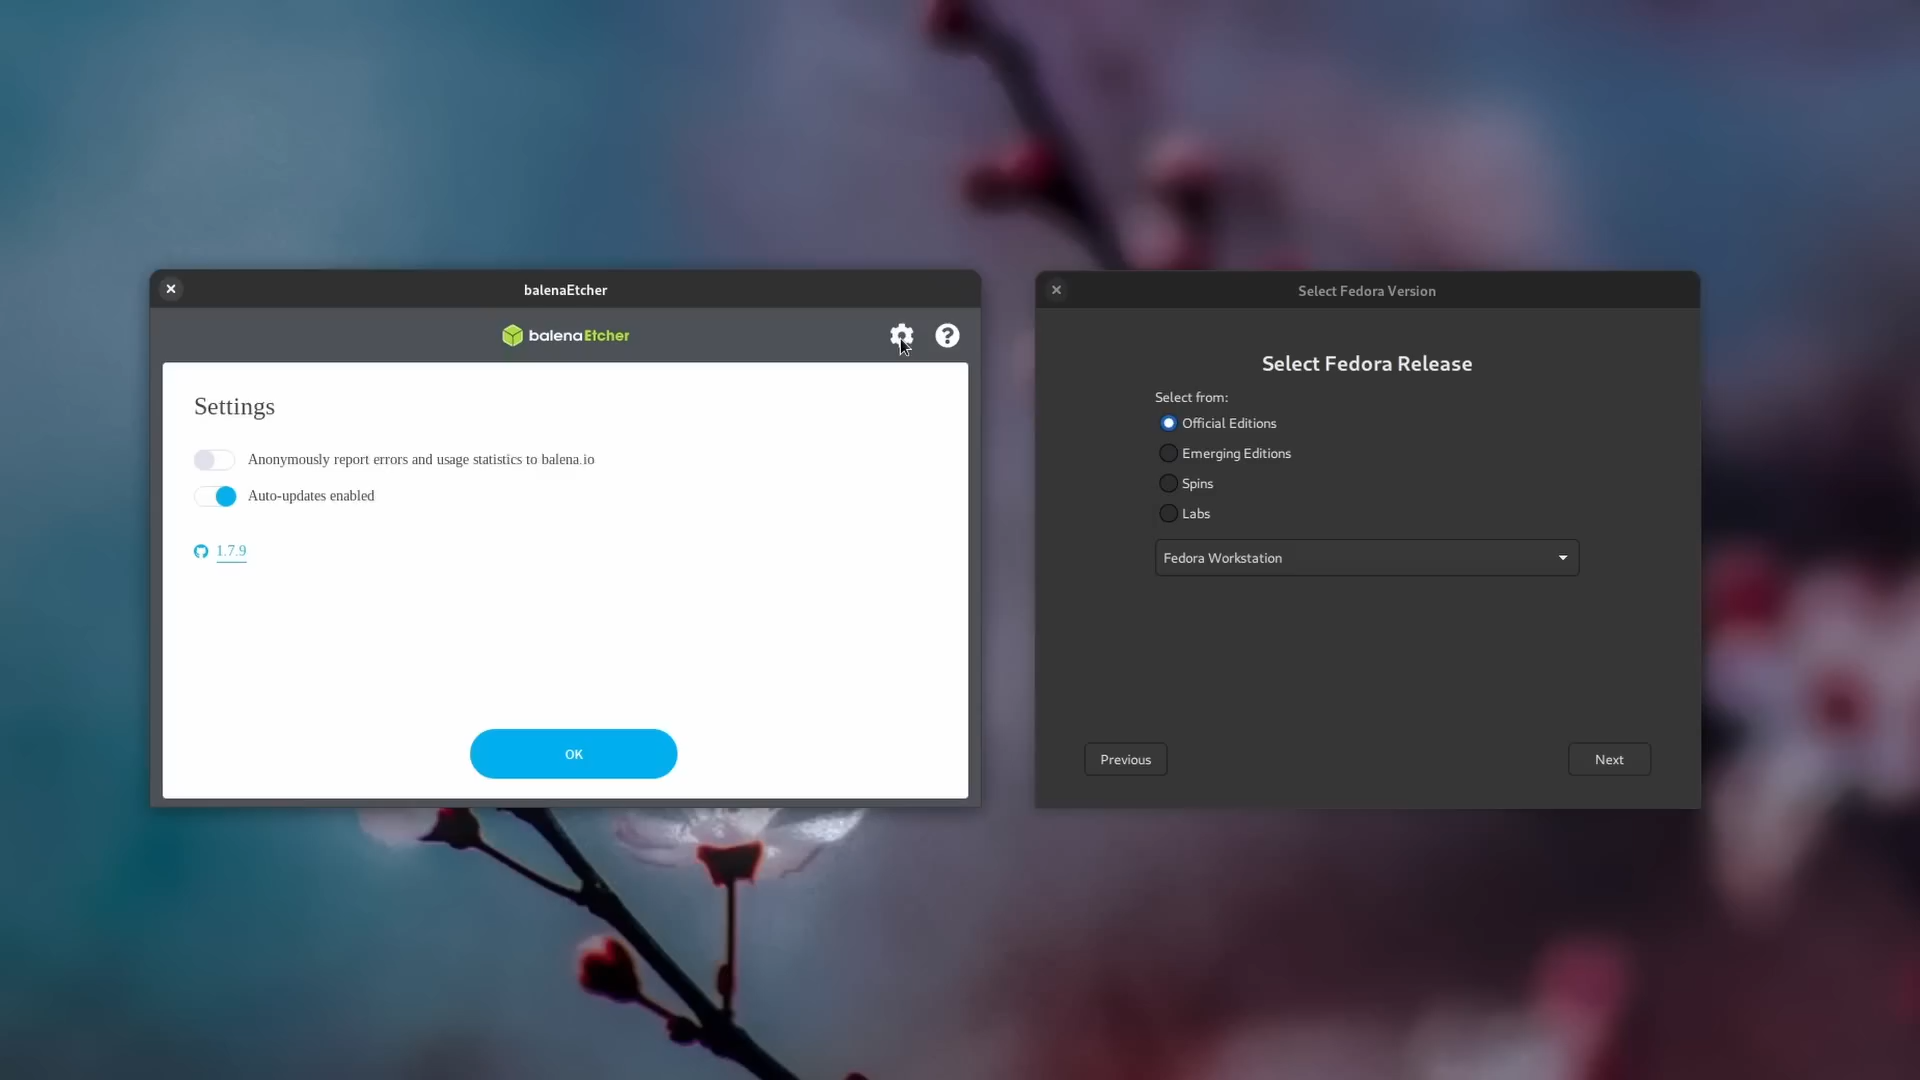 balenaEtcher
balenaEtcher
Settings
Anonymously report errors and usage statistics to balena.io
Auto-updates enabled
1.7.9
OK
Select Fedora Version
Select Fedora Release
Select from:
Official Editions
Emerging Editions
Spins
Labs
Fedora Workstation
Previous
Next